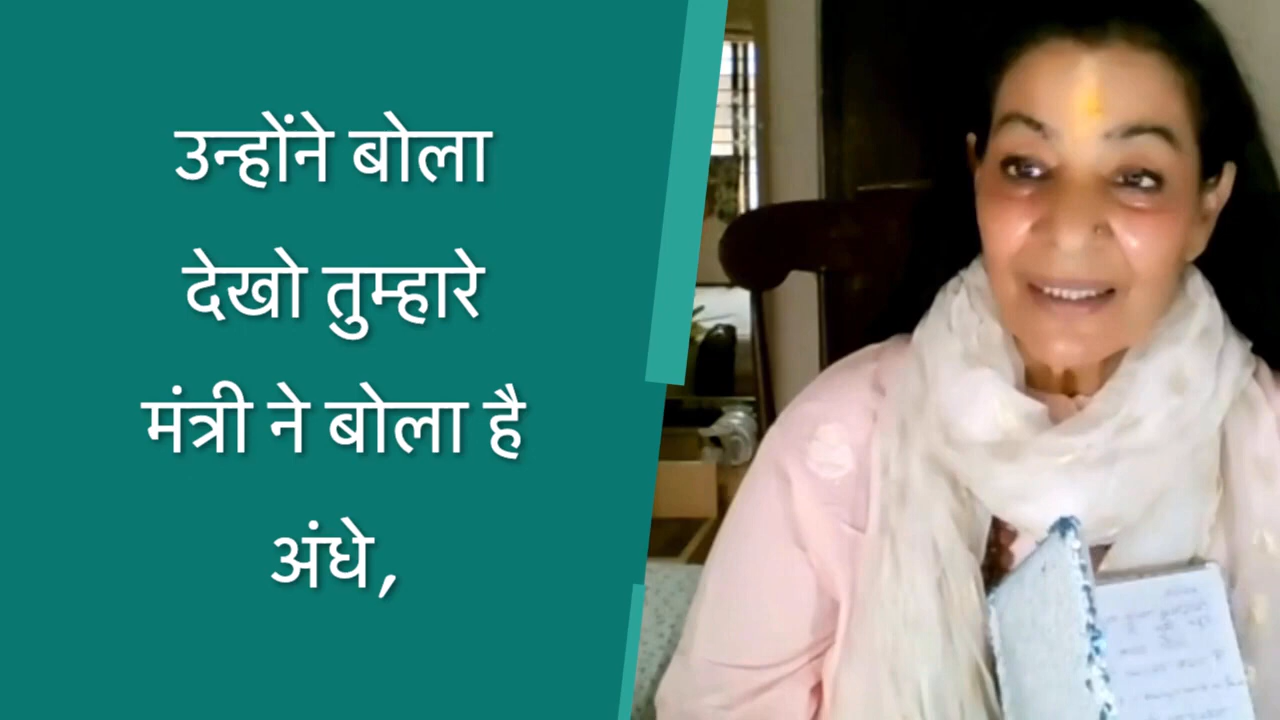 उन्होंने बोला
देखो तुम्हारे
मंत्री ने बोला है
अंधे,